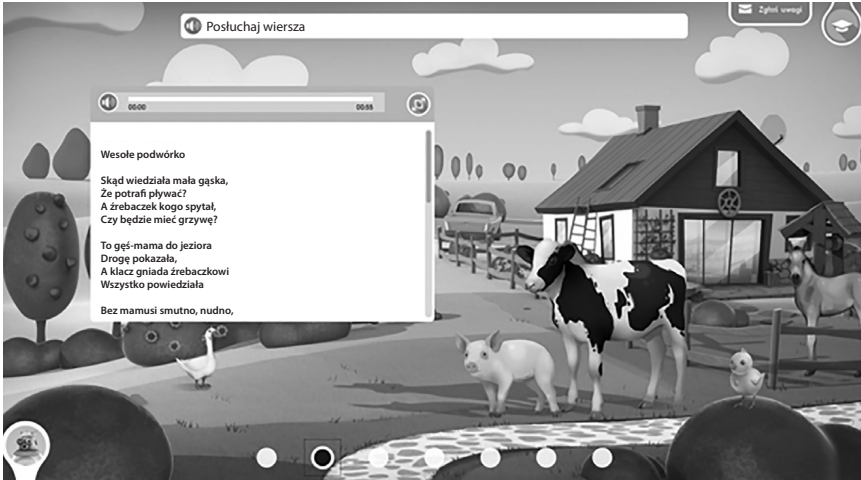 Zgłoś uwagi
Posłuchaj wiersza
00:00
00:55
Wesołe podwórko
Skąd wiedziała mała gąska,
Że potrafi pływać?
A źrebaczek kogo spytał,
Czy będzie mieć grzywę?
To gęś-mama do jeziora
Drogę pokazała,
A klacz gniada źrebaczkowi
Wszystko powiedziała
Bez mamusi smutno, nudno,